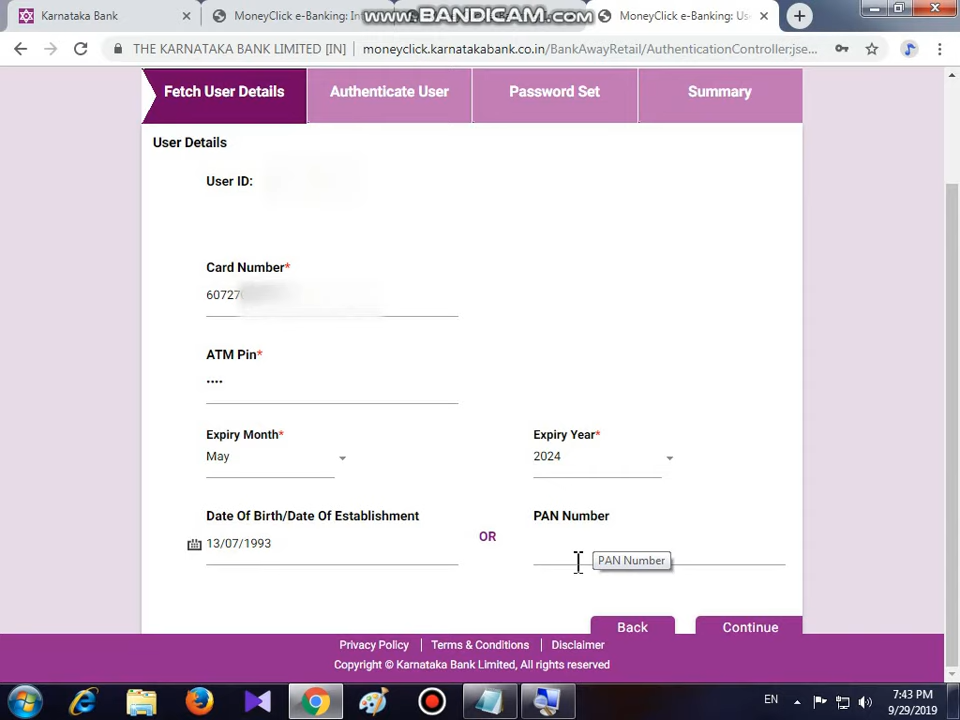 Karnataka Bank
MoneyClick e-Banking: In
MoneyClick e-Banking: Us
WWW.BANDICAM.COM
THE KARNATAKA BANK LIMITED [IN]
moneyclick.karnatakabank.co.in/BankAwayRetail/AuthenticationController;jse...
Fetch User Details
Authenticate User
Password Set
Summary
User Details
User ID:
Card Number*
60727
ATM Pin*
••••
Expiry Month*
Expiry Year*
May
2024
Date Of Birth/Date Of Establishment
PAN Number
OR
13/07/1993
PAN Number
Back
Continue
Privacy Policy
Terms & Conditions
Disclaimer
Copyright © Karnataka Bank Limited, All rights reserved
EN
7:43 PM
9/29/2019